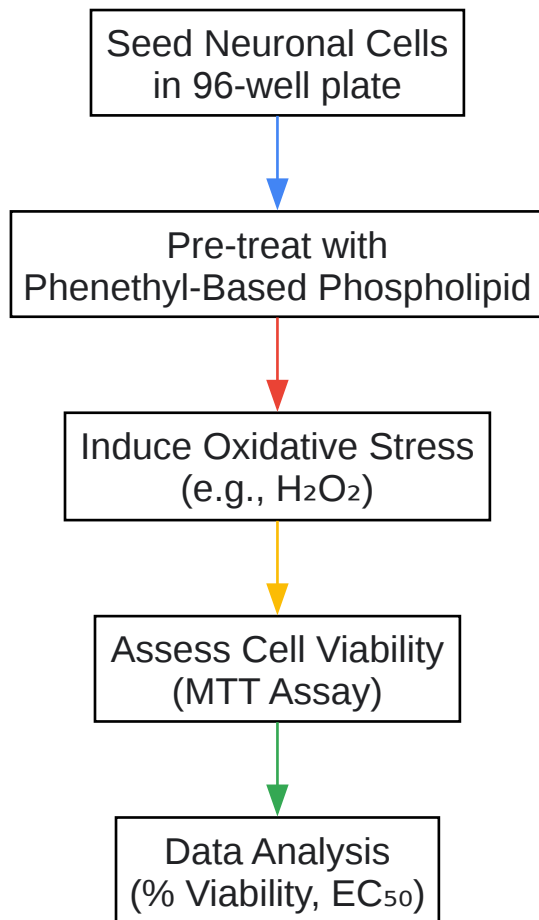 Seed Neuronal Cells
in 96-well plate
Pre-treat with
Phenethyl-Based Phospholipid
Induce Oxidative Stress
(e.g., H₂O₂)
Assess Cell Viability
(MTT Assay)
Data Analysis
(% Viability, EC₅₀)